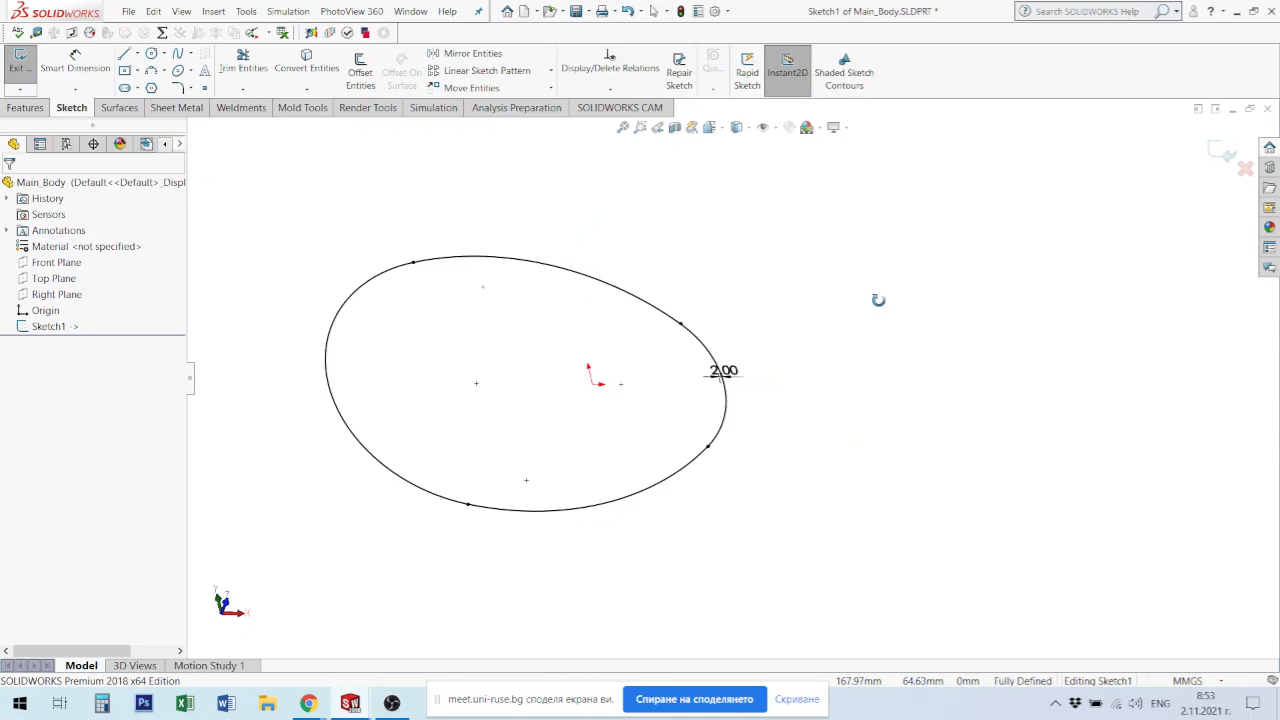 SOLIDWORKS File Edit View Insert Tools Simulation PhotoView 360 Window Help Sketch1 of Main_Body.SLDPRT * Search SOLIDWORKS Help
Exit ... Smart Dimension Trim Entities Convert Entities Offset Entities Offset On Surface Mirror Entities Linear Sketch Pattern Move Entities Display/Delete Relations Repair Sketch Qui... Rapid Sketch Instant2D Shaded Sketch Contours
Features Sketch Surfaces Sheet Metal Weldments Mold Tools Render Tools Simulation Analysis Preparation SOLIDWORKS CAM
Main_Body (Default<<Default>_Displ
History
Sensors
Annotations
Material <not specified>
Front Plane
Top Plane
Right Plane
Origin
Sketch1 ->
2.00
Y
Z
X
Model 3D Views Motion Study 1
SOLIDWORKS Premium 2018 x64 Edition 167.97mm 64.63mm 0mm Fully Defined Editing Sketch1 MMGS
meet.uni-ruse.bg споделя екрана ви. Спиране на споделянето Скриване
ENG 8:53
2.11.2021 г.